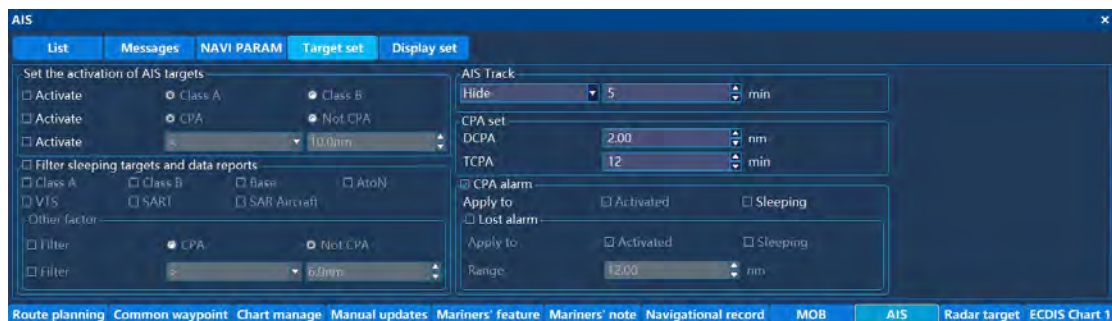 AIS
List Messages NAVI PARAM Target set Display set
Set the activation of AIS targets
Activate Class A Class B
Activate CPA Not CPA
Activate < 10.0nm
Filter sleeping targets and data reports
Class A Class B Base AtoN
VTS SART SAR Aircraft
Other factor
Filter CPA Not CPA
Filter > 6.0nm
AIS Track
Hide 5 min
CPA set
DCPA 2.00 nm
TCPA 12 min
CPA alarm
Apply to Activated Sleeping
Lost alarm
Apply to Activated Sleeping
Range 12.00 nm
Route planning Common waypoint Chart manage Manual updates Mariners' feature Mariners' note Navigational record MOB AIS Radar target ECDIS Chart 1